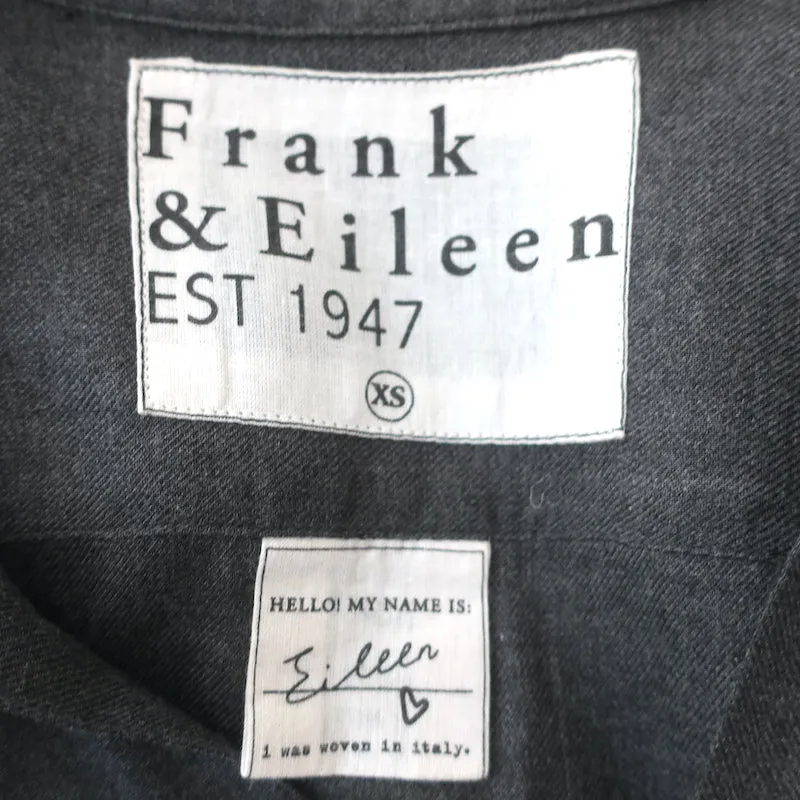 Frank
& Eileen
EST 1947
XS
HELLO! MY NAME IS:
Eileen
i was woven in italy.